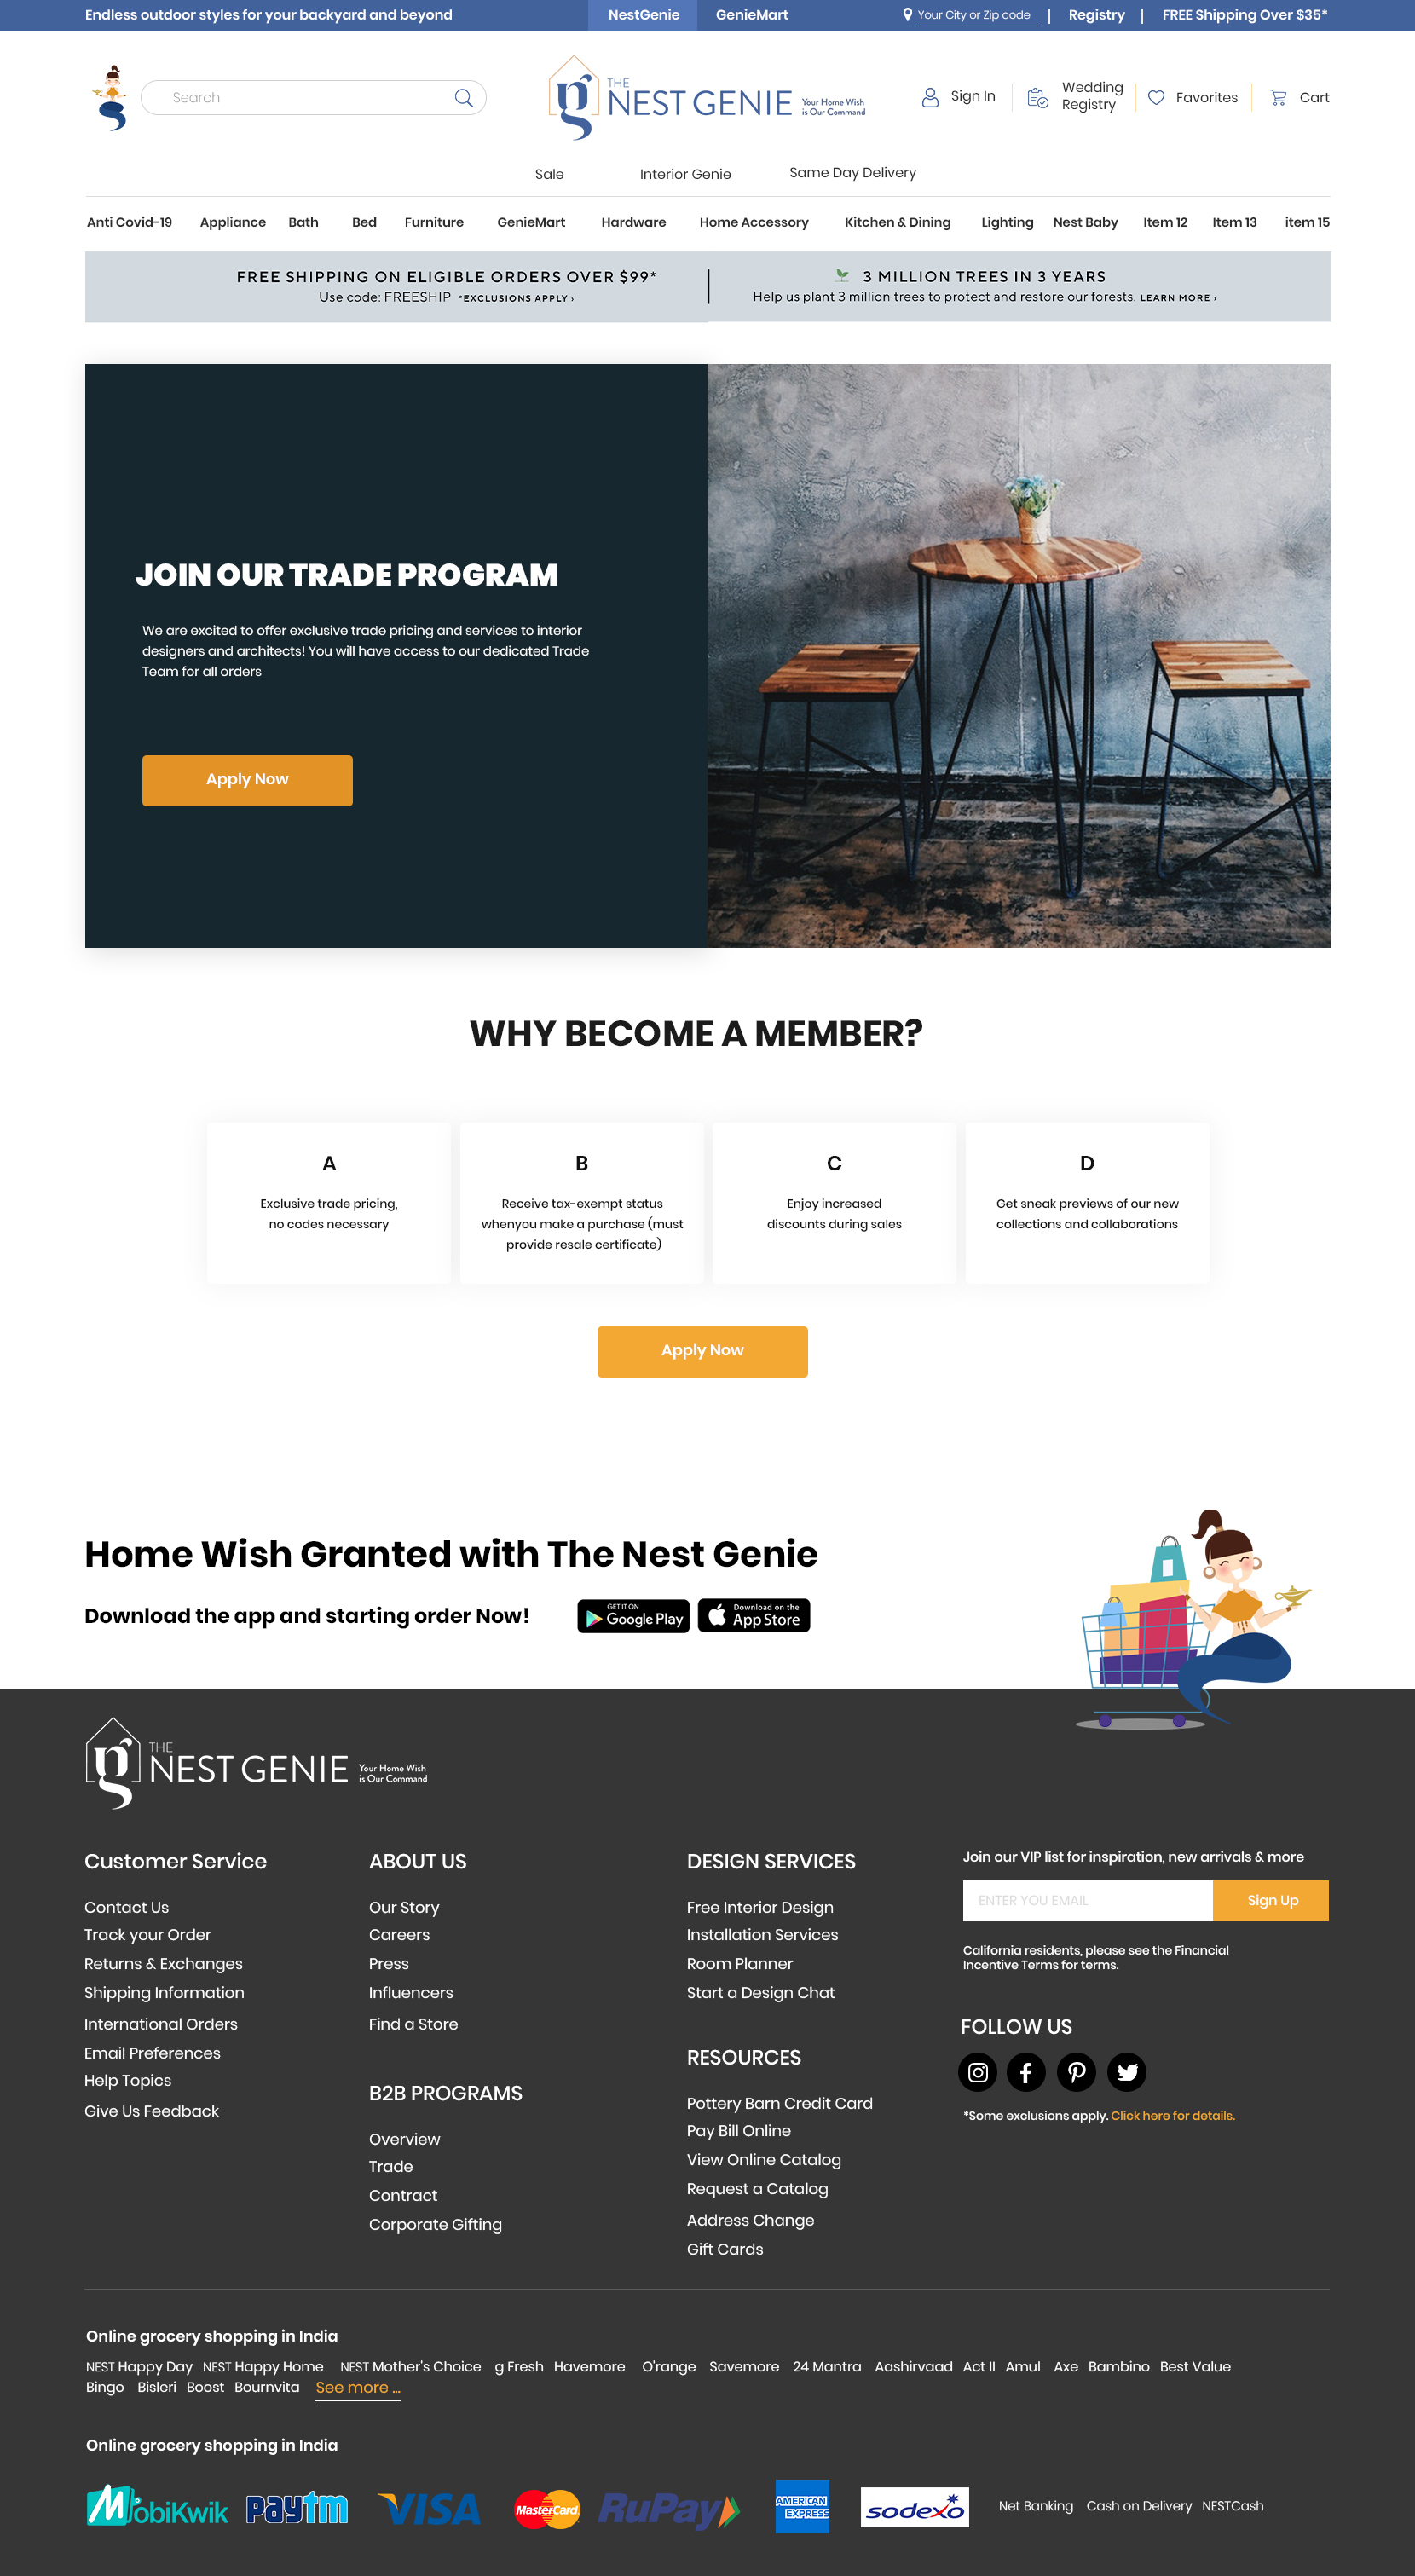 Endless outdoor styles for your backyard and beyond
NestGenie
GenieMart
Your City or Zip code
Registry
FREE Shipping Over $35*
Search
THE
NEST GENIE
Your Home Wish
is Our Command
Sign In
Wedding
Registry
Favorites
Cart
Sale
Interior Genie
Same Day Delivery
Anti Covid-19
Appliance
Bath
Bed
Furniture
GenieMart
Hardware
Home Accessory
Kitchen & Dining
Lighting
Nest Baby
Item 12
Item 13
item 15
FREE SHIPPING ON ELIGIBLE ORDERS OVER $99*
Use code: FREESHIP *EXCLUSIONS APPLY ›
3 MILLION TREES IN 3 YEARS
Help us plant 3 million trees to protect and restore our forests. LEARN MORE ›
JOIN OUR TRADE PROGRAM
We are excited to offer exclusive trade pricing and services to interior
designers and architects! You will have access to our dedicated Trade
Team for all orders
Apply Now
WHY BECOME A MEMBER?
A
Exclusive trade pricing,
no codes necessary
B
Receive tax-exempt status
whenyou make a purchase (must
provide resale certificate)
C
Enjoy increased
discounts during sales
D
Get sneak previews of our new
collections and collaborations
Apply Now
Home Wish Granted with The Nest Genie
Download the app and starting order Now!
GET IT ON
Google Play
Download on the
App Store
g
THE
NEST GENIE
Your Home Wish
is Our Command
Customer Service
Contact Us
Track your Order
Returns & Exchanges
Shipping Information
International Orders
Email Preferences
Help Topics
Give Us Feedback
ABOUT US
Our Story
Careers
Press
Influencers
Find a Store
B2B PROGRAMS
Overview
Trade
Contract
Corporate Gifting
DESIGN SERVICES
Free Interior Design
Installation Services
Room Planner
Start a Design Chat
RESOURCES
Pottery Barn Credit Card
Pay Bill Online
View Online Catalog
Request a Catalog
Address Change
Gift Cards
Join our VIP list for inspiration, new arrivals & more
ENTER YOU EMAIL
Sign Up
California residents, please see the Financial
Incentive Terms for terms.
FOLLOW US
*Some exclusions apply. Click here for details.
Online grocery shopping in India
NEST Happy Day NEST Happy Home NEST Mother's Choice g Fresh Havemore O'range Savemore 24 Mantra Aashirvaad Act II Amul Axe Bambino Best Value
Bingo Bisleri Boost Bournvita See more ...
Online grocery shopping in India
MobiKwik
paytm
VISA
MasterCard
RuPay
AMERICAN
EXPRESS
sodexo
Net Banking Cash on Delivery NESTCash